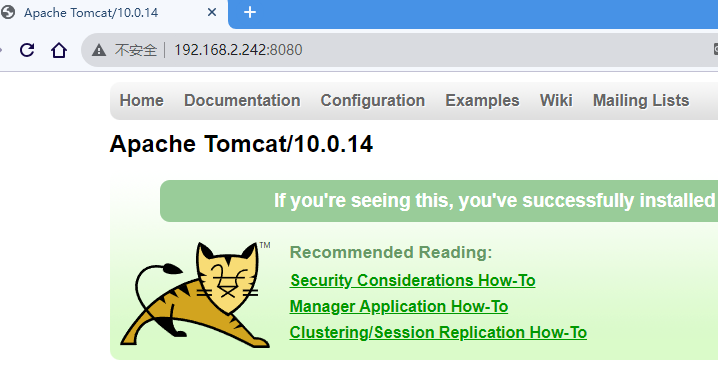 Apache Tomcat/10.0.14
不安全 192.168.2.242:8080
Home Documentation Configuration Examples Wiki Mailing Lists
Apache Tomcat/10.0.14
If you're seeing this, you've successfully installed
TM
Recommended Reading:
Security Considerations How-To
Manager Application How-To
Clustering/Session Replication How-To